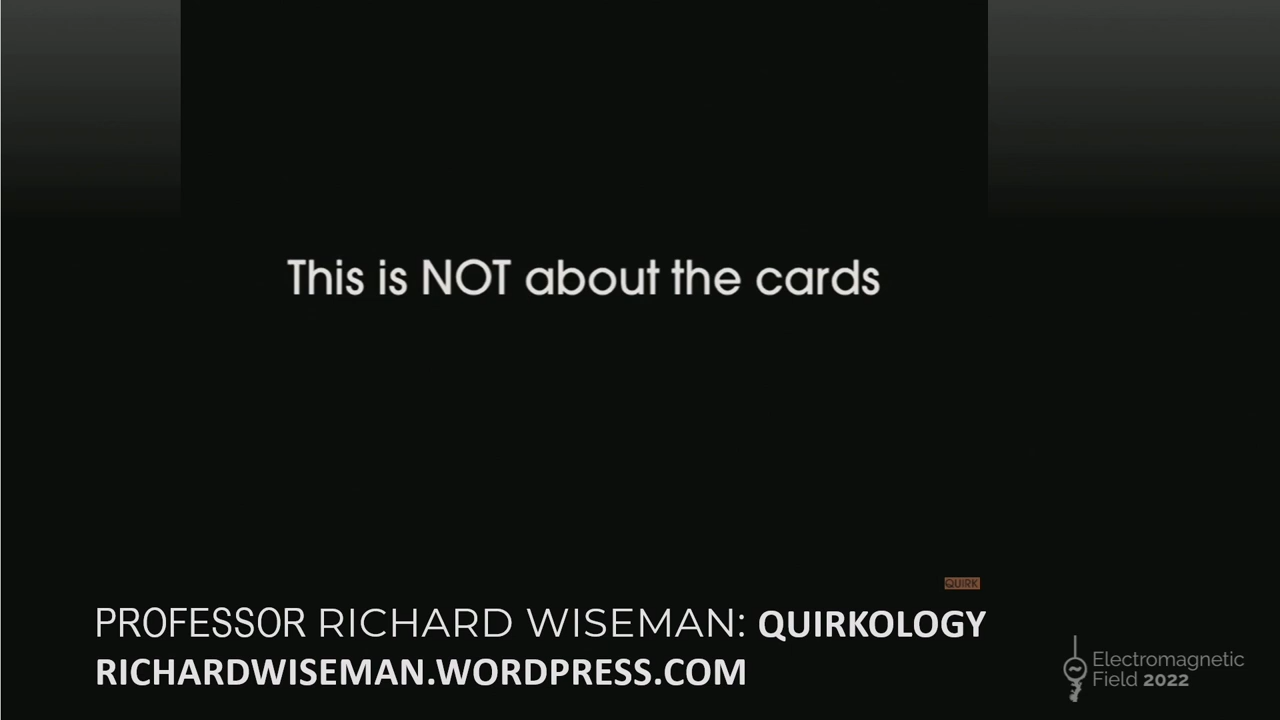 This is NOT about the cards
QUIRK
PROFESSOR RICHARD WISEMAN: QUIRKOLOGY
RICHARDWISEMAN.WORDPRESS.COM
Electromagnetic
Field 2022